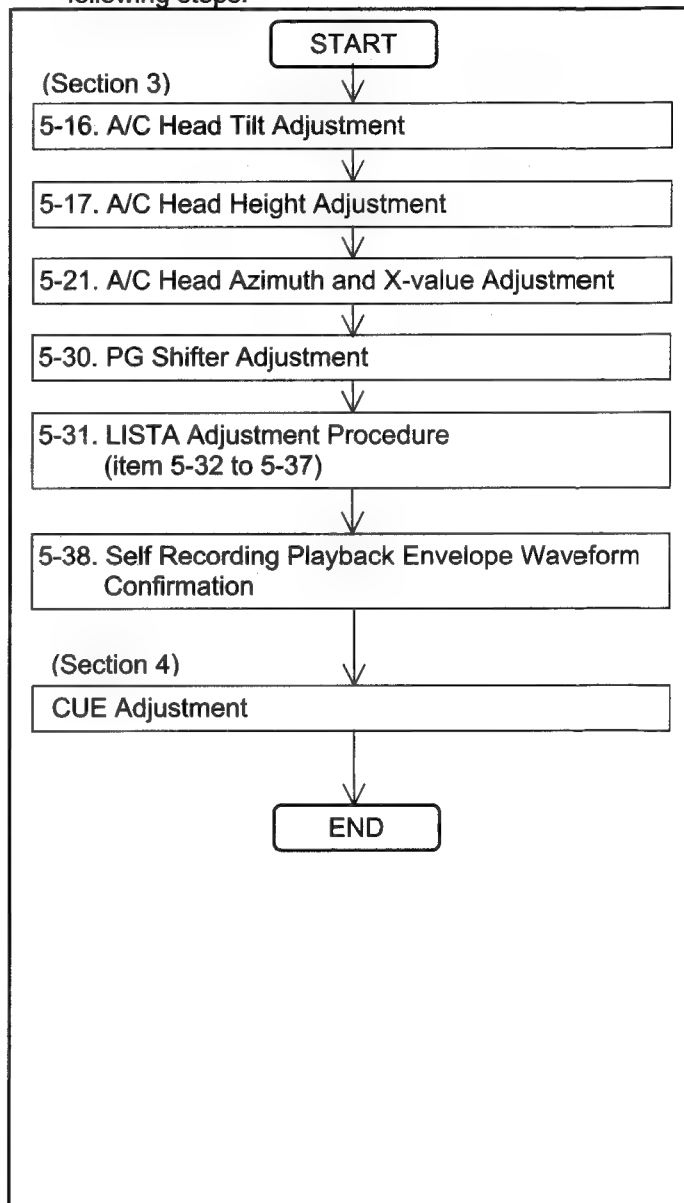 following steps.
START
(Section 3)
5-16. A/C Head Tilt Adjustment
5-17. A/C Head Height Adjustment
5-21. A/C Head Azimuth and X-value Adjustment
5-30. PG Shifter Adjustment
5-31. LISTA Adjustment Procedure
(item 5-32 to 5-37)
5-38. Self Recording Playback Envelope Waveform
Confirmation
(Section 4)
CUE Adjustment
END